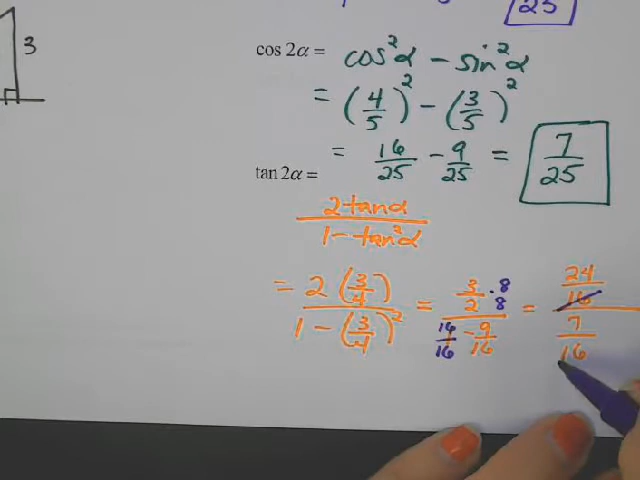 25
3
cos 2α = cos²α − sin²α
= (4/5)² − (3/5)²
= 16/25 − 9/25 = 7/25
tan 2α =
2tanα / 1 − tan²α
= 2(3/4) / 1 − (3/4)² = 3/2 · 8/8 / 16/16 − 9/16 = 24/16 / 7/16